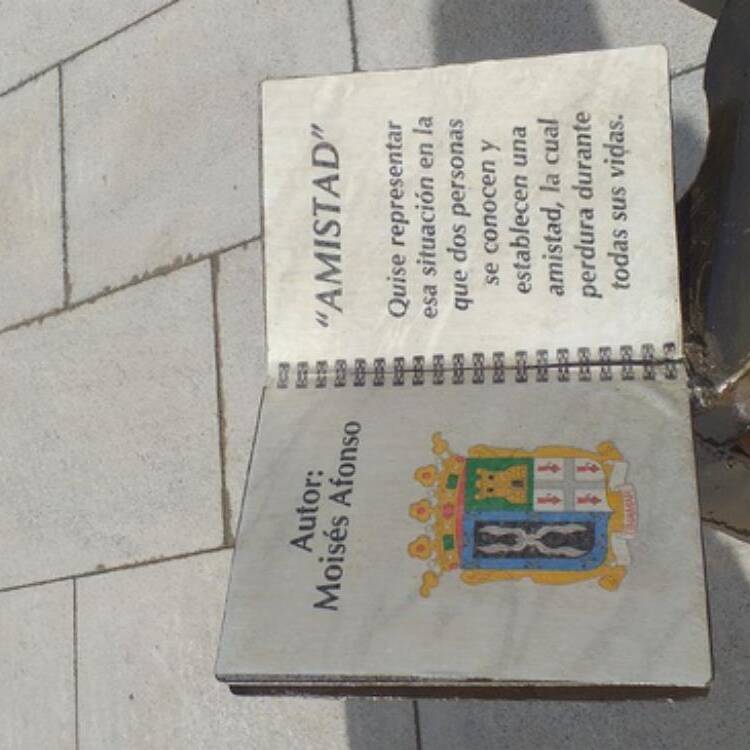 Autor:
Moisés Afonso
"AMISTAD"
Quise representar
esa situación en la
que dos personas
se conocen y
establecen una
amistad, la cual
perdura durante
todas sus vidas.